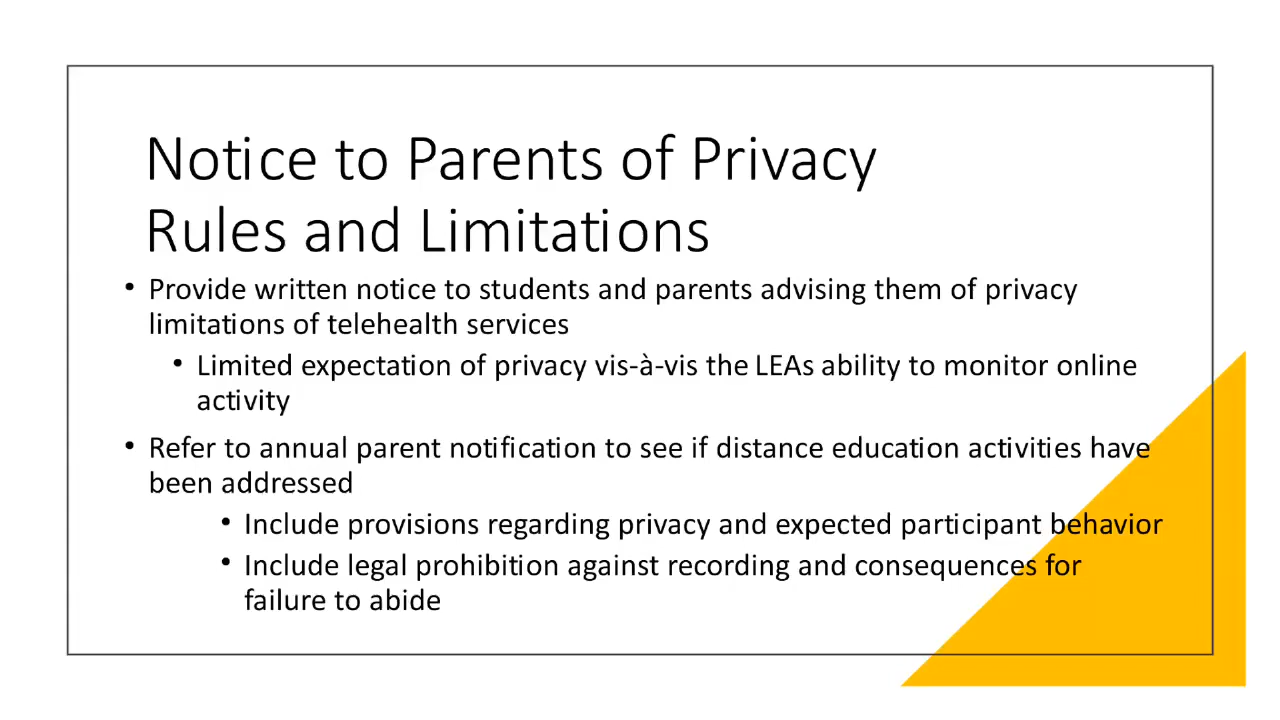 Notice to Parents of Privacy
Rules and Limitations
• Provide written notice to students and parents advising them of privacy
limitations of telehealth services
• Limited expectation of privacy vis-à-vis the LEAs ability to monitor online
activity
• Refer to annual parent notification to see if distance education activities have
been addressed
• Include provisions regarding privacy and expected participant behavior
• Include legal prohibition against recording and consequences for
failure to abide